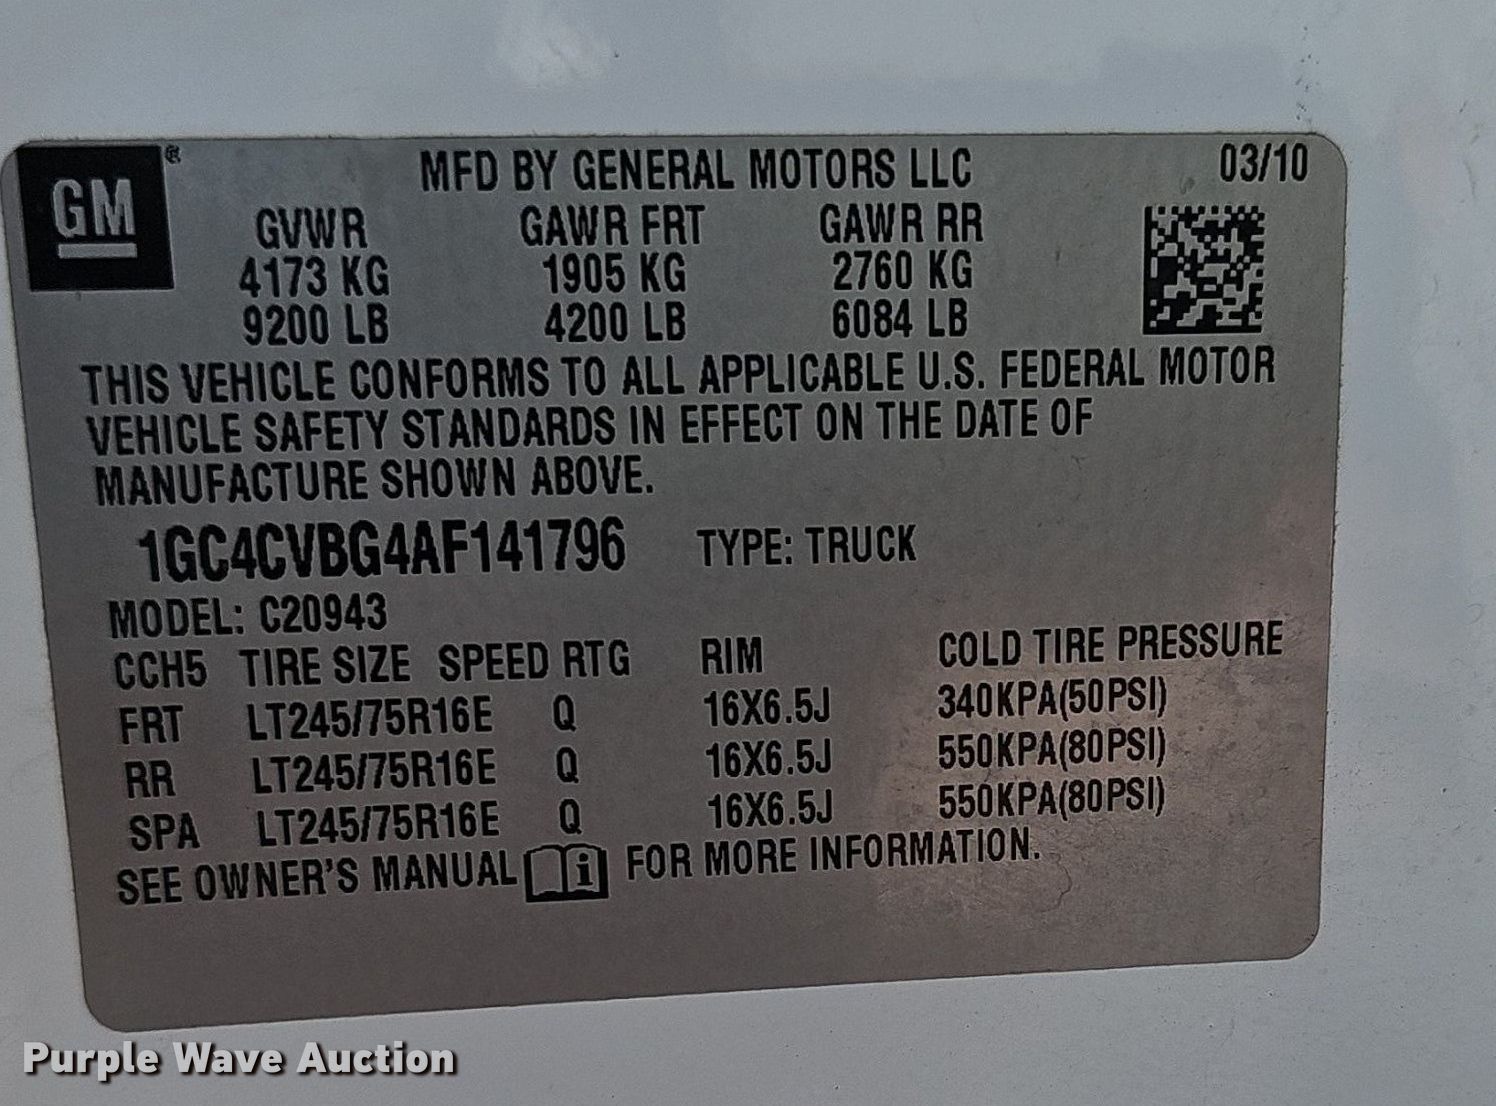 GM® MFD BY GENERAL MOTORS LLC 03/10
GVWR GAWR FRT GAWR RR
4173 KG 1905 KG 2760 KG
9200 LB 4200 LB 6084 LB
THIS VEHICLE CONFORMS TO ALL APPLICABLE U.S. FEDERAL MOTOR
VEHICLE SAFETY STANDARDS IN EFFECT ON THE DATE OF
MANUFACTURE SHOWN ABOVE.
1GC4CVBG4AF141796 TYPE: TRUCK
MODEL: C20943
CCH5 TIRE SIZE SPEED RTG RIM COLD TIRE PRESSURE
FRT LT245/75R16E Q 16X6.5J 340KPA(50PSI)
RR LT245/75R16E Q 16X6.5J 550KPA(80PSI)
SPA LT245/75R16E Q 16X6.5J 550KPA(80PSI)
SEE OWNER'S MANUAL i FOR MORE INFORMATION.
Purple Wave Auction